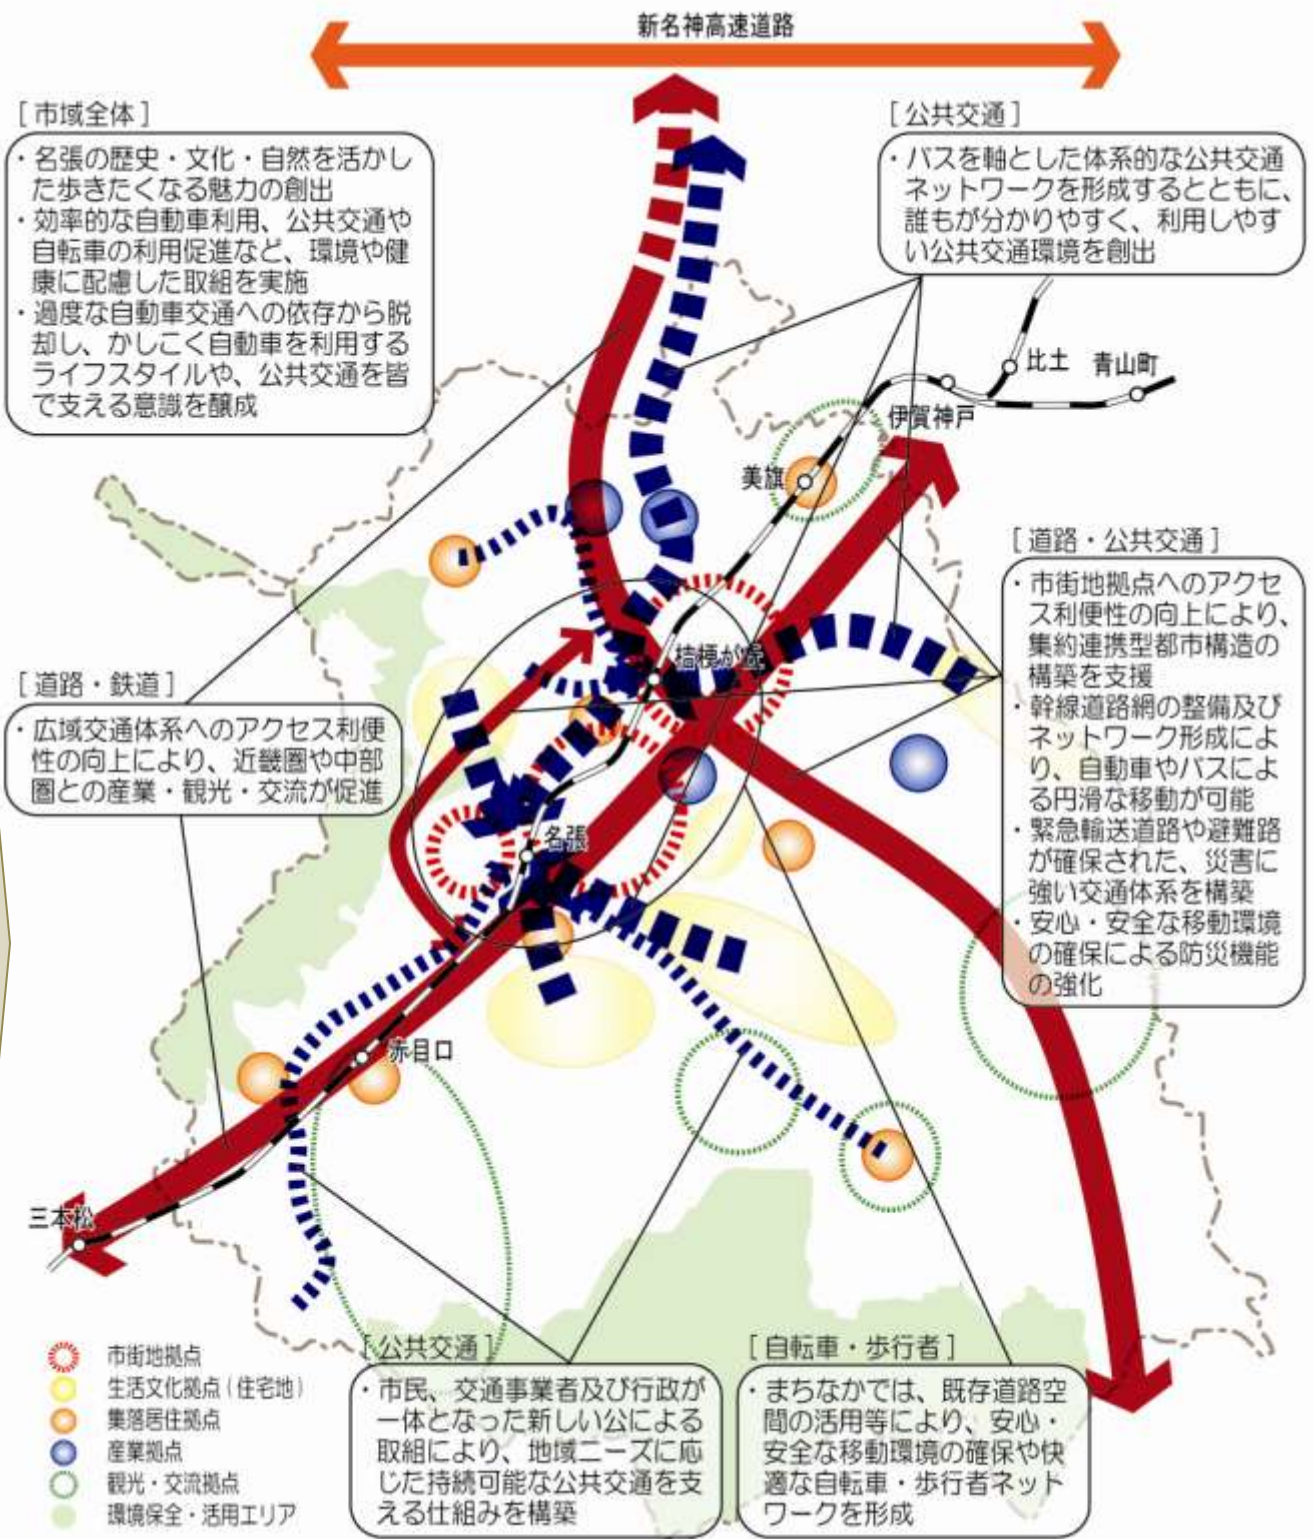 新名神高速道路
[市域全体]
・名張の歴史・文化・自然を活かし
た歩きたくなる魅力の創出
・効率的な自動車利用、公共交通や
自転車の利用促進など、環境や健
康に配慮した取組を実施
・過度な自動車交通への依存から脱
却し、かしこく自動車を利用する
ライフスタイルや、公共交通を皆
で支える意識を醸成
[公共交通]
・バスを軸とした体系的な公共交通
ネットワークを形成するとともに、
誰もが分かりやすく、利用しやす
い公共交通環境を創出
比土
青山町
伊賀神戸
美旗
[道路・公共交通]
・市街地拠点へのアクセ
ス利便性の向上により、
集約連携型都市構造の
構築を支援
・幹線道路網の整備及び
ネットワーク形成によ
り、自動車やバスによ
る円滑な移動が可能
・緊急輸送道路や避難路
が確保された、災害に
強い交通体系を構築
・安心・安全な移動環境
の確保による防災機能
の強化
桔梗が丘
[道路・鉄道]
・広域交通体系へのアクセス利便
性の向上により、近畿圏や中部
圏との産業・観光・交流が促進
名張
赤目口
三本松
市街地拠点
生活文化拠点(住宅地)
集落居住拠点
産業拠点
観光・交流拠点
環境保全・活用エリア
[公共交通]
・市民、交通事業者及び行政が
一体となった新しい公による
取組により、地域ニーズに応
じた持続可能な公共交通を支
える仕組みを構築
[自転車・歩行者]
・まちなかでは、既存道路空
間の活用等により、安心・
安全な移動環境の確保や快
適な自転車・歩行者ネット
ワークを形成